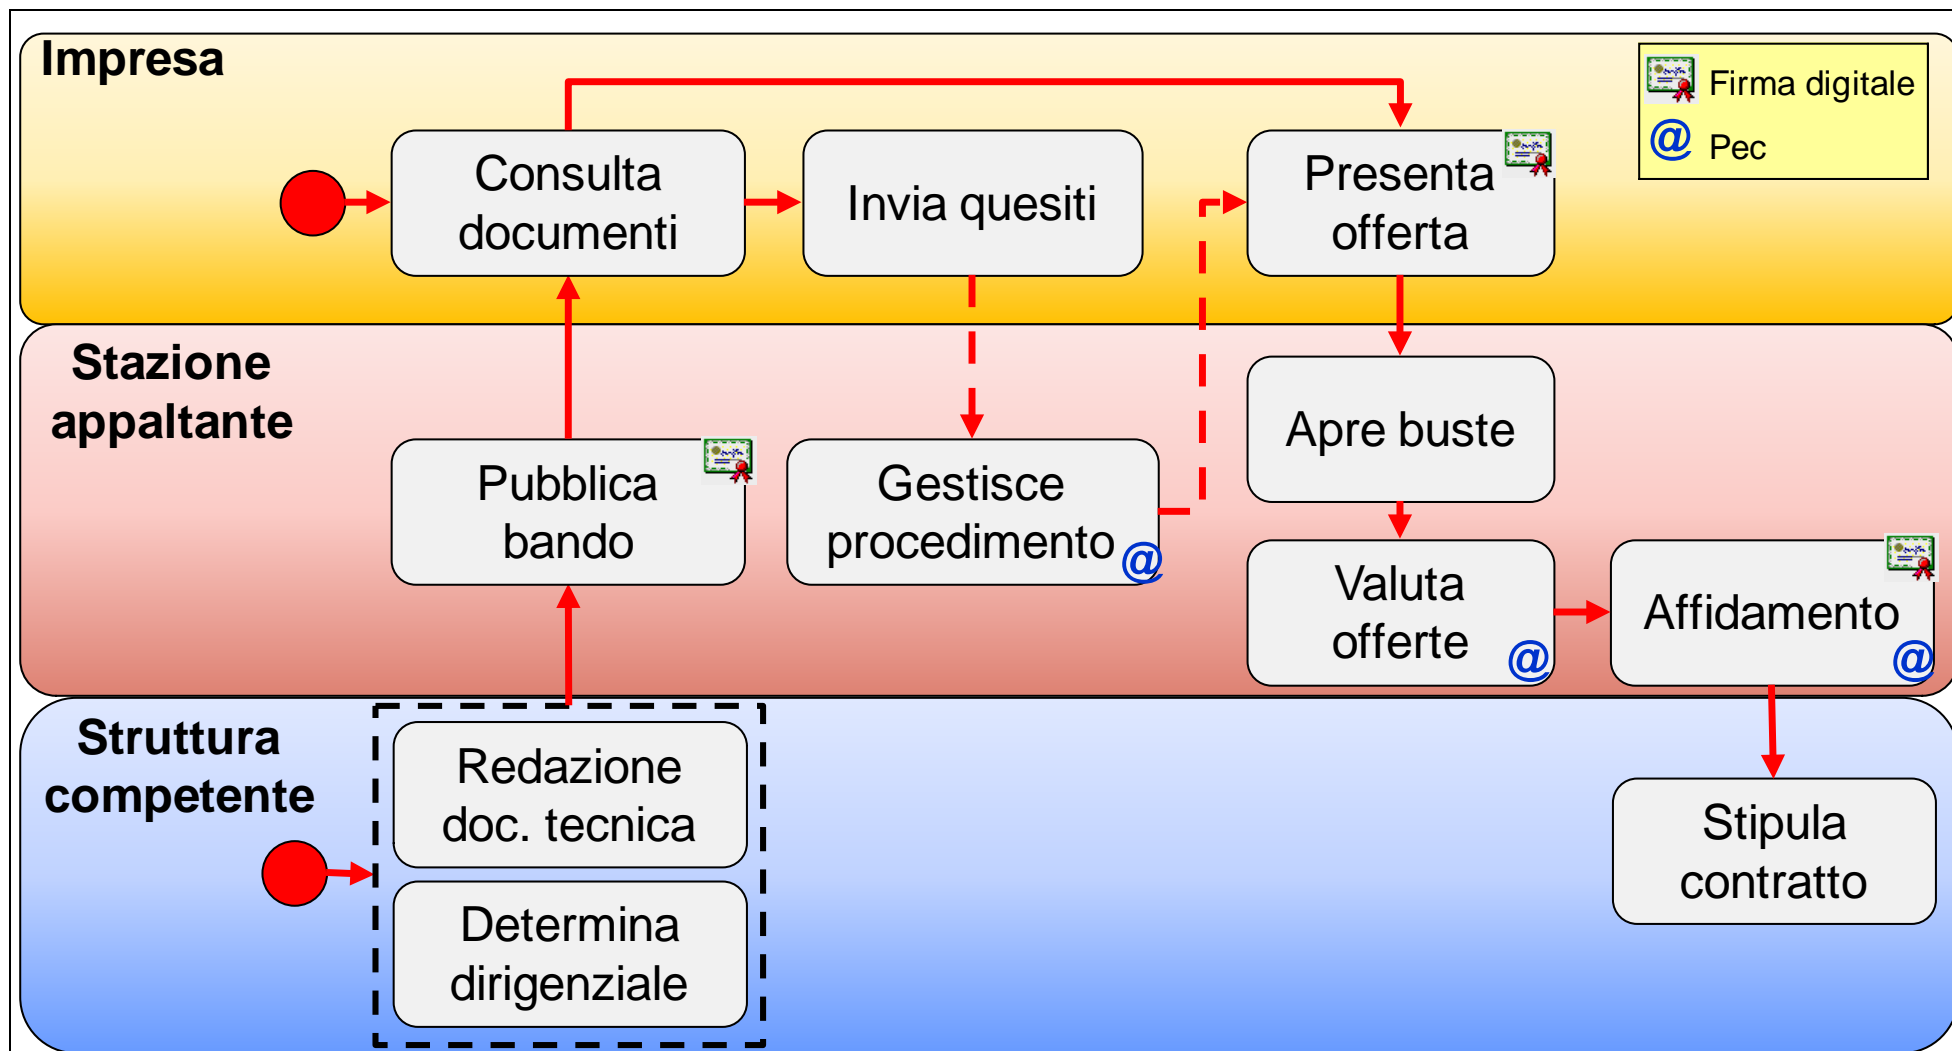 Impresa
Firma digitale
@ Pec
Consulta
documenti
Invia quesiti
Presenta
offerta
Stazione
appaltante
Pubblica
bando
Gestisce
procedimento
@
Apre buste
Valuta
offerte
@
Affidamento
@
Struttura
competente
Redazione
doc. tecnica
Determina
dirigenziale
Stipula
contratto